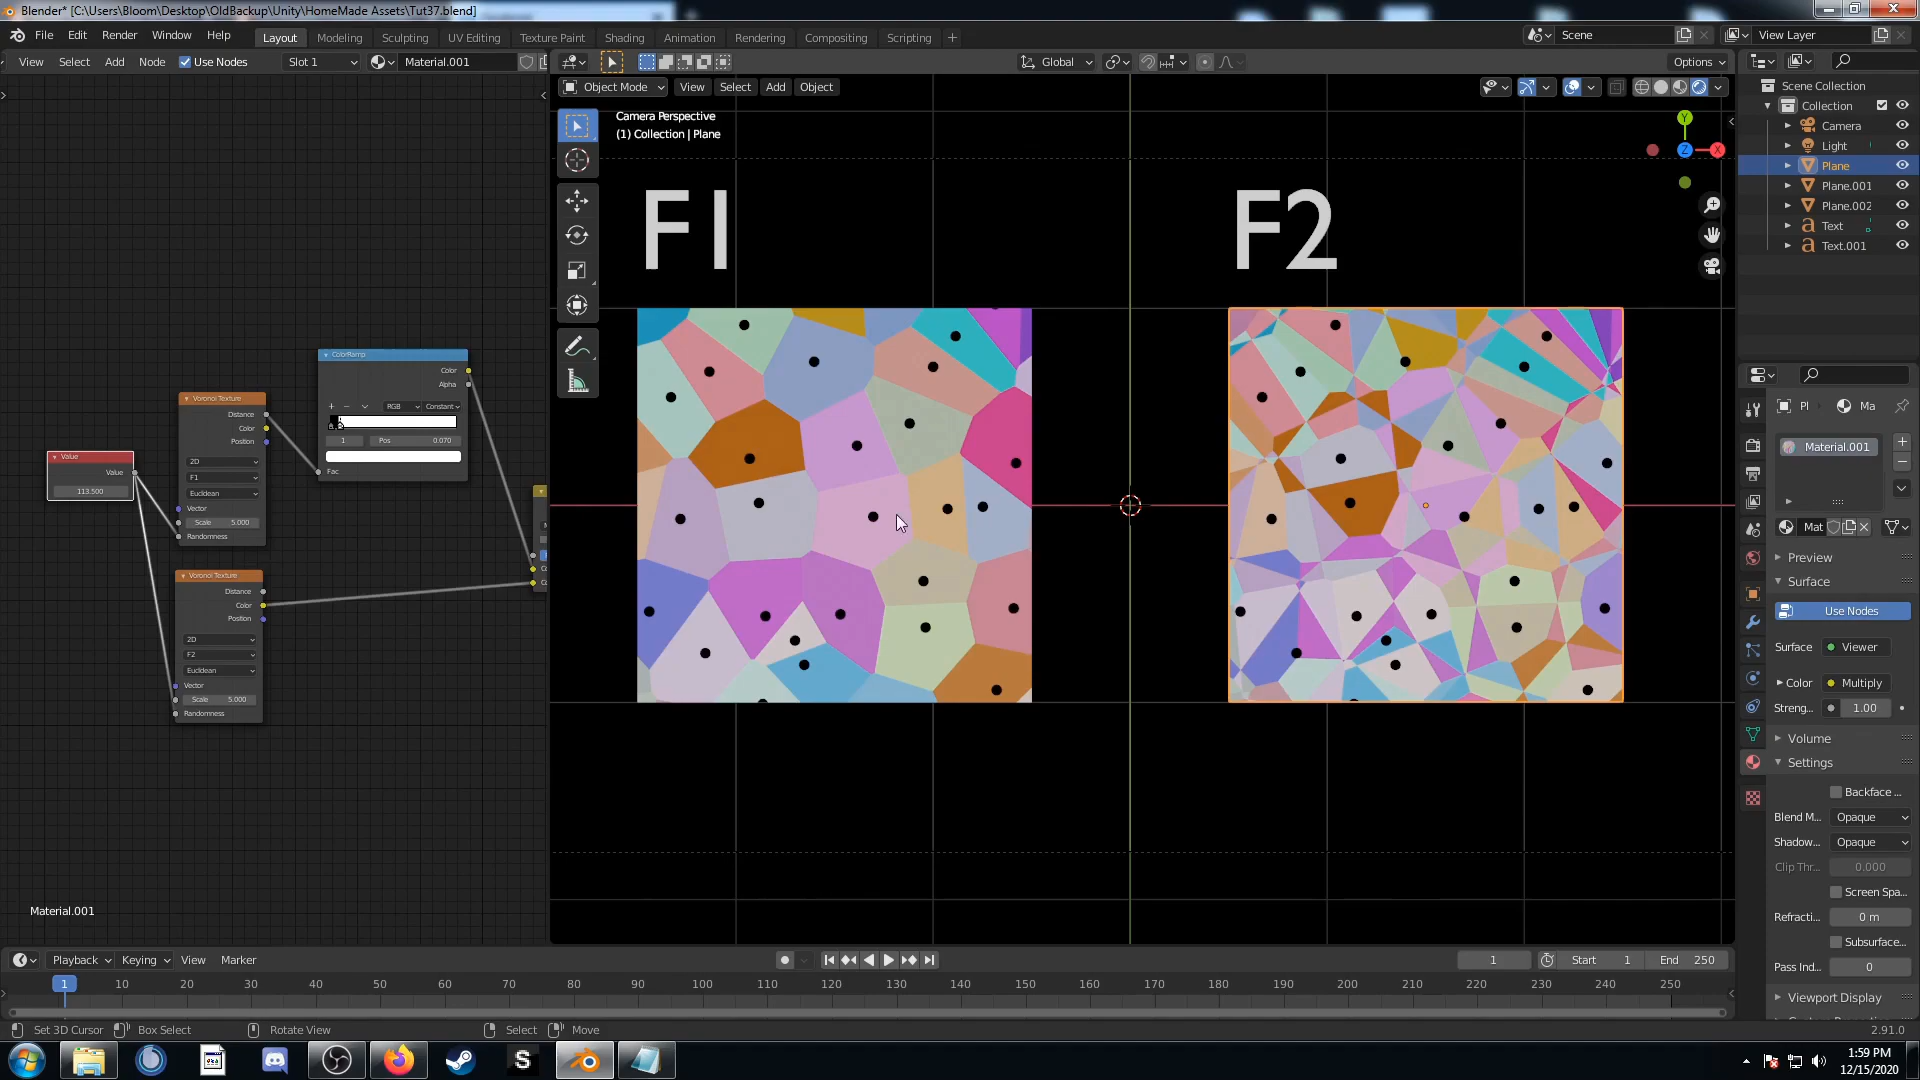 Blender* [C:\Users\Bloom\Desktop\OldBackup\Unity\HomeMade Assets\Tut37.blend]
File Edit Render Window Help Layout Modeling Sculpting UV Editing Texture Paint Shading Animation Rendering Compositing Scripting + Scene View Layer
View Select Add Node Use Nodes Slot 1 Material.001 Global Options
Object Mode View Select Add Object
Camera Perspective
(1) Collection | Plane
F1 F2
Y
Z X
Scene Collection
Collection
Camera
Light
Plane
Plane.001
Plane.002
Text
Text.001
ColorRamp
Color
Alpha
RGB Constant
1 Pos 0.070
Fac
Voronoi Texture
Distance
Color
Position
2D
F1
Euclidean
Vector
Scale 5.000
Randomness
Value
Value
113.500
Voronoi Texture
Distance
Color
Position
2D
F2
Euclidean
Vector
Scale 5.000
Randomness
Material.001
Pl Ma
Material.001
Mat
Preview
Surface
Use Nodes
Surface Viewer
Color Multiply
Streng... 1.00
Volume
Settings
Backface ...
Blend M... Opaque
Shadow... Opaque
Clip Thr... 0.000
Screen Spa...
Refracti... 0 m
Subsurface...
Pass Ind... 0
Viewport Display
Playback Keying View Marker 1 Start 1 End 250
1 10 20 30 40 50 60 70 80 90 100 110 120 130 140 150 160 170 180 190 200 210 220 230 240 250
Set 3D Cursor Box Select Rotate View Select Move 2.91.0
S
1:59 PM
12/15/2020